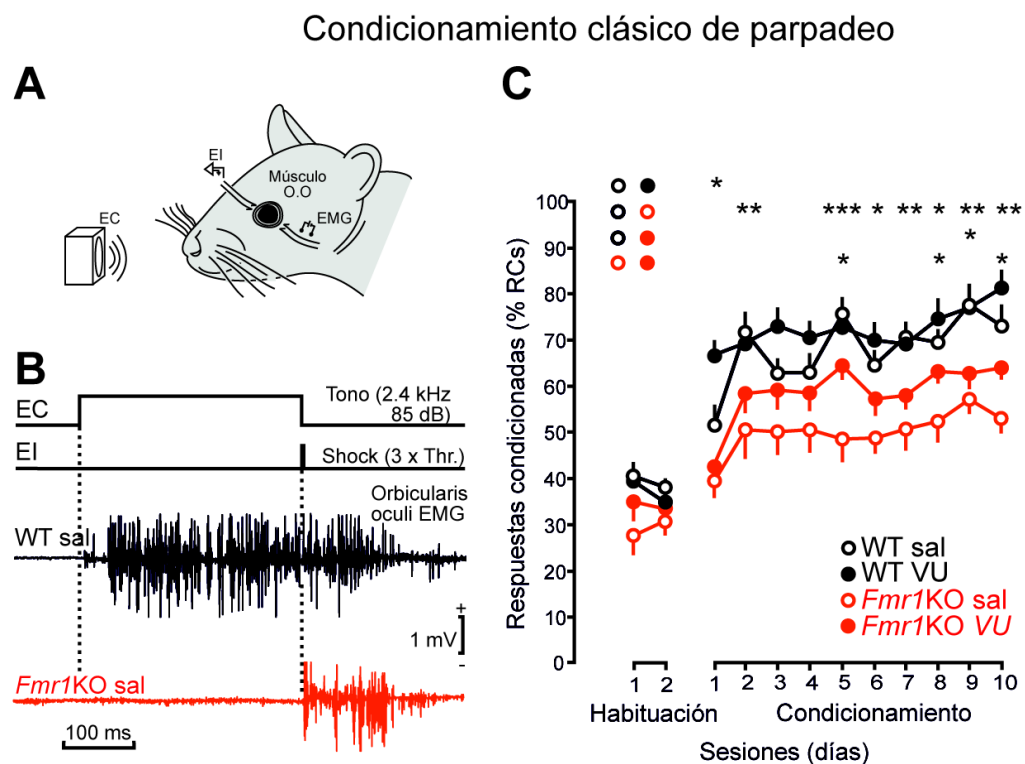 Condicionamiento clásico de parpadeo
A
EI
Músculo
O.O
EMG
EC
B
EC
Tono (2.4 kHz
85 dB)
EI
Shock (3 x Thr.)
Orbicularis
oculi EMG
WT sal
+
1 mV
-
Fmr1KO sal
100 ms
C
Respuestas condicionadas (% RCs)
*
** *** * ** * ** **
*
* * *
100
90
80
70
60
50
40
30
20
10
0
WT sal
WT VU
Fmr1KO sal
Fmr1KO VU
1 2 1 2 3 4 5 6 7 8 9 10
Habituación Condicionamiento
Sesiones (días)